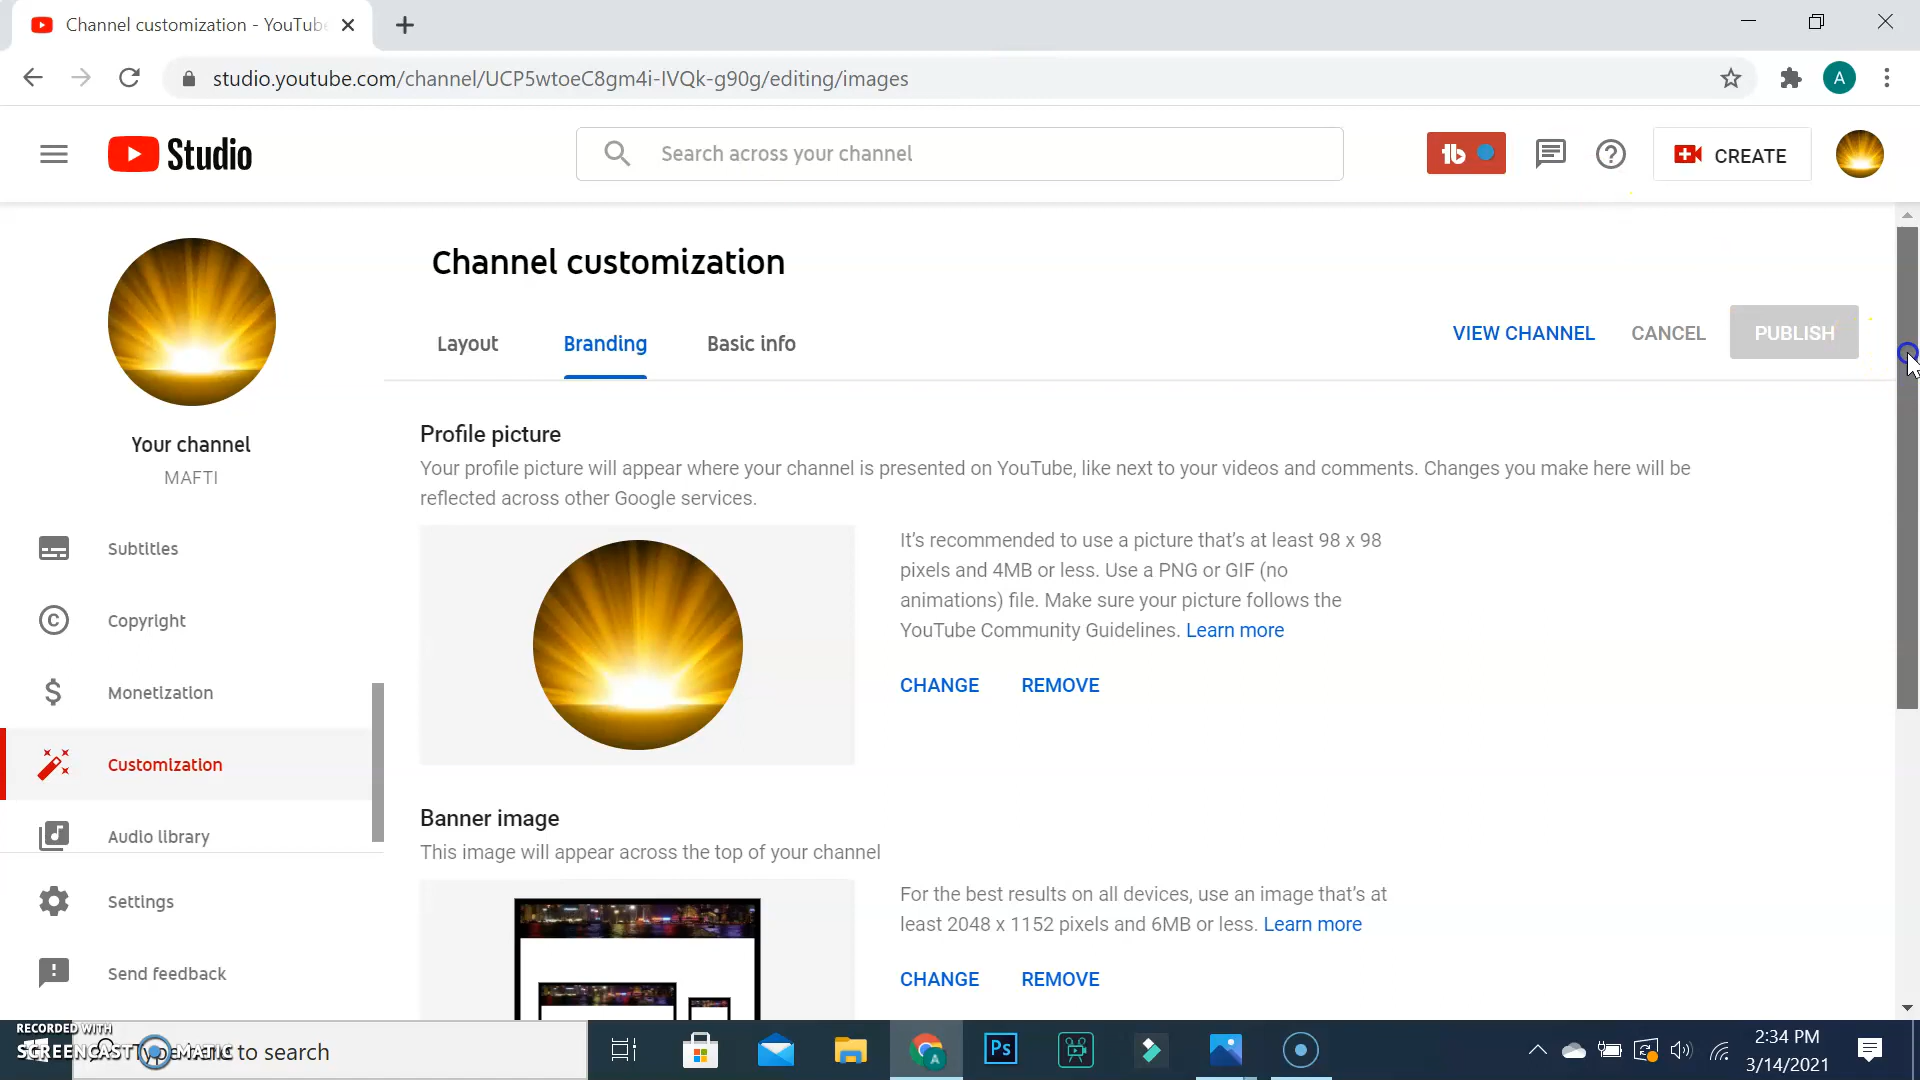 Channel customization - YouTube
studio.youtube.com/channel/UCP5wtoeC8gm4i-IVQk-g90g/editing/images
A
Studio
Search across your channel
CREATE
Channel customization
Layout
Branding
Basic info
VIEW CHANNEL
CANCEL
PUBLISH
Your channel
MAFTI
Subtitles
Copyright
Monetization
Customization
Audio library
Settings
Send feedback
Profile picture
Your profile picture will appear where your channel is presented on YouTube, like next to your videos and comments. Changes you make here will be
reflected across other Google services.
It's recommended to use a picture that's at least 98 x 98
pixels and 4MB or less. Use a PNG or GIF (no
animations) file. Make sure your picture follows the
YouTube Community Guidelines. Learn more
CHANGE
REMOVE
Banner image
This image will appear across the top of your channel
For the best results on all devices, use an image that's at
least 2048 x 1152 pixels and 6MB or less. Learn more
CHANGE
REMOVE
RECORDED WITH
SCREENCAST MATIC
to search
A
Ps
2:34 PM
3/14/2021